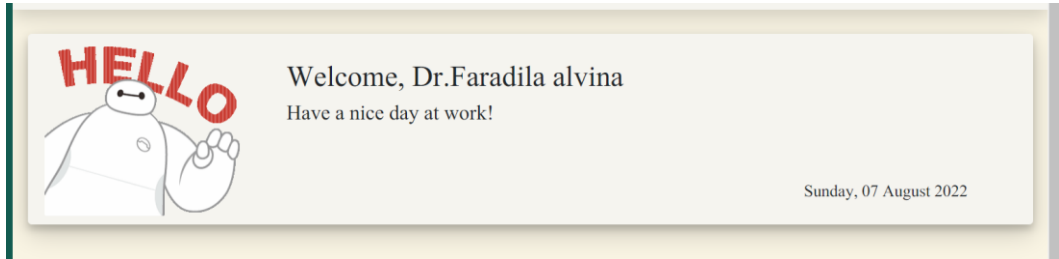 HELLO
Welcome, Dr.Faradila alvina
Have a nice day at work!
Sunday, 07 August 2022